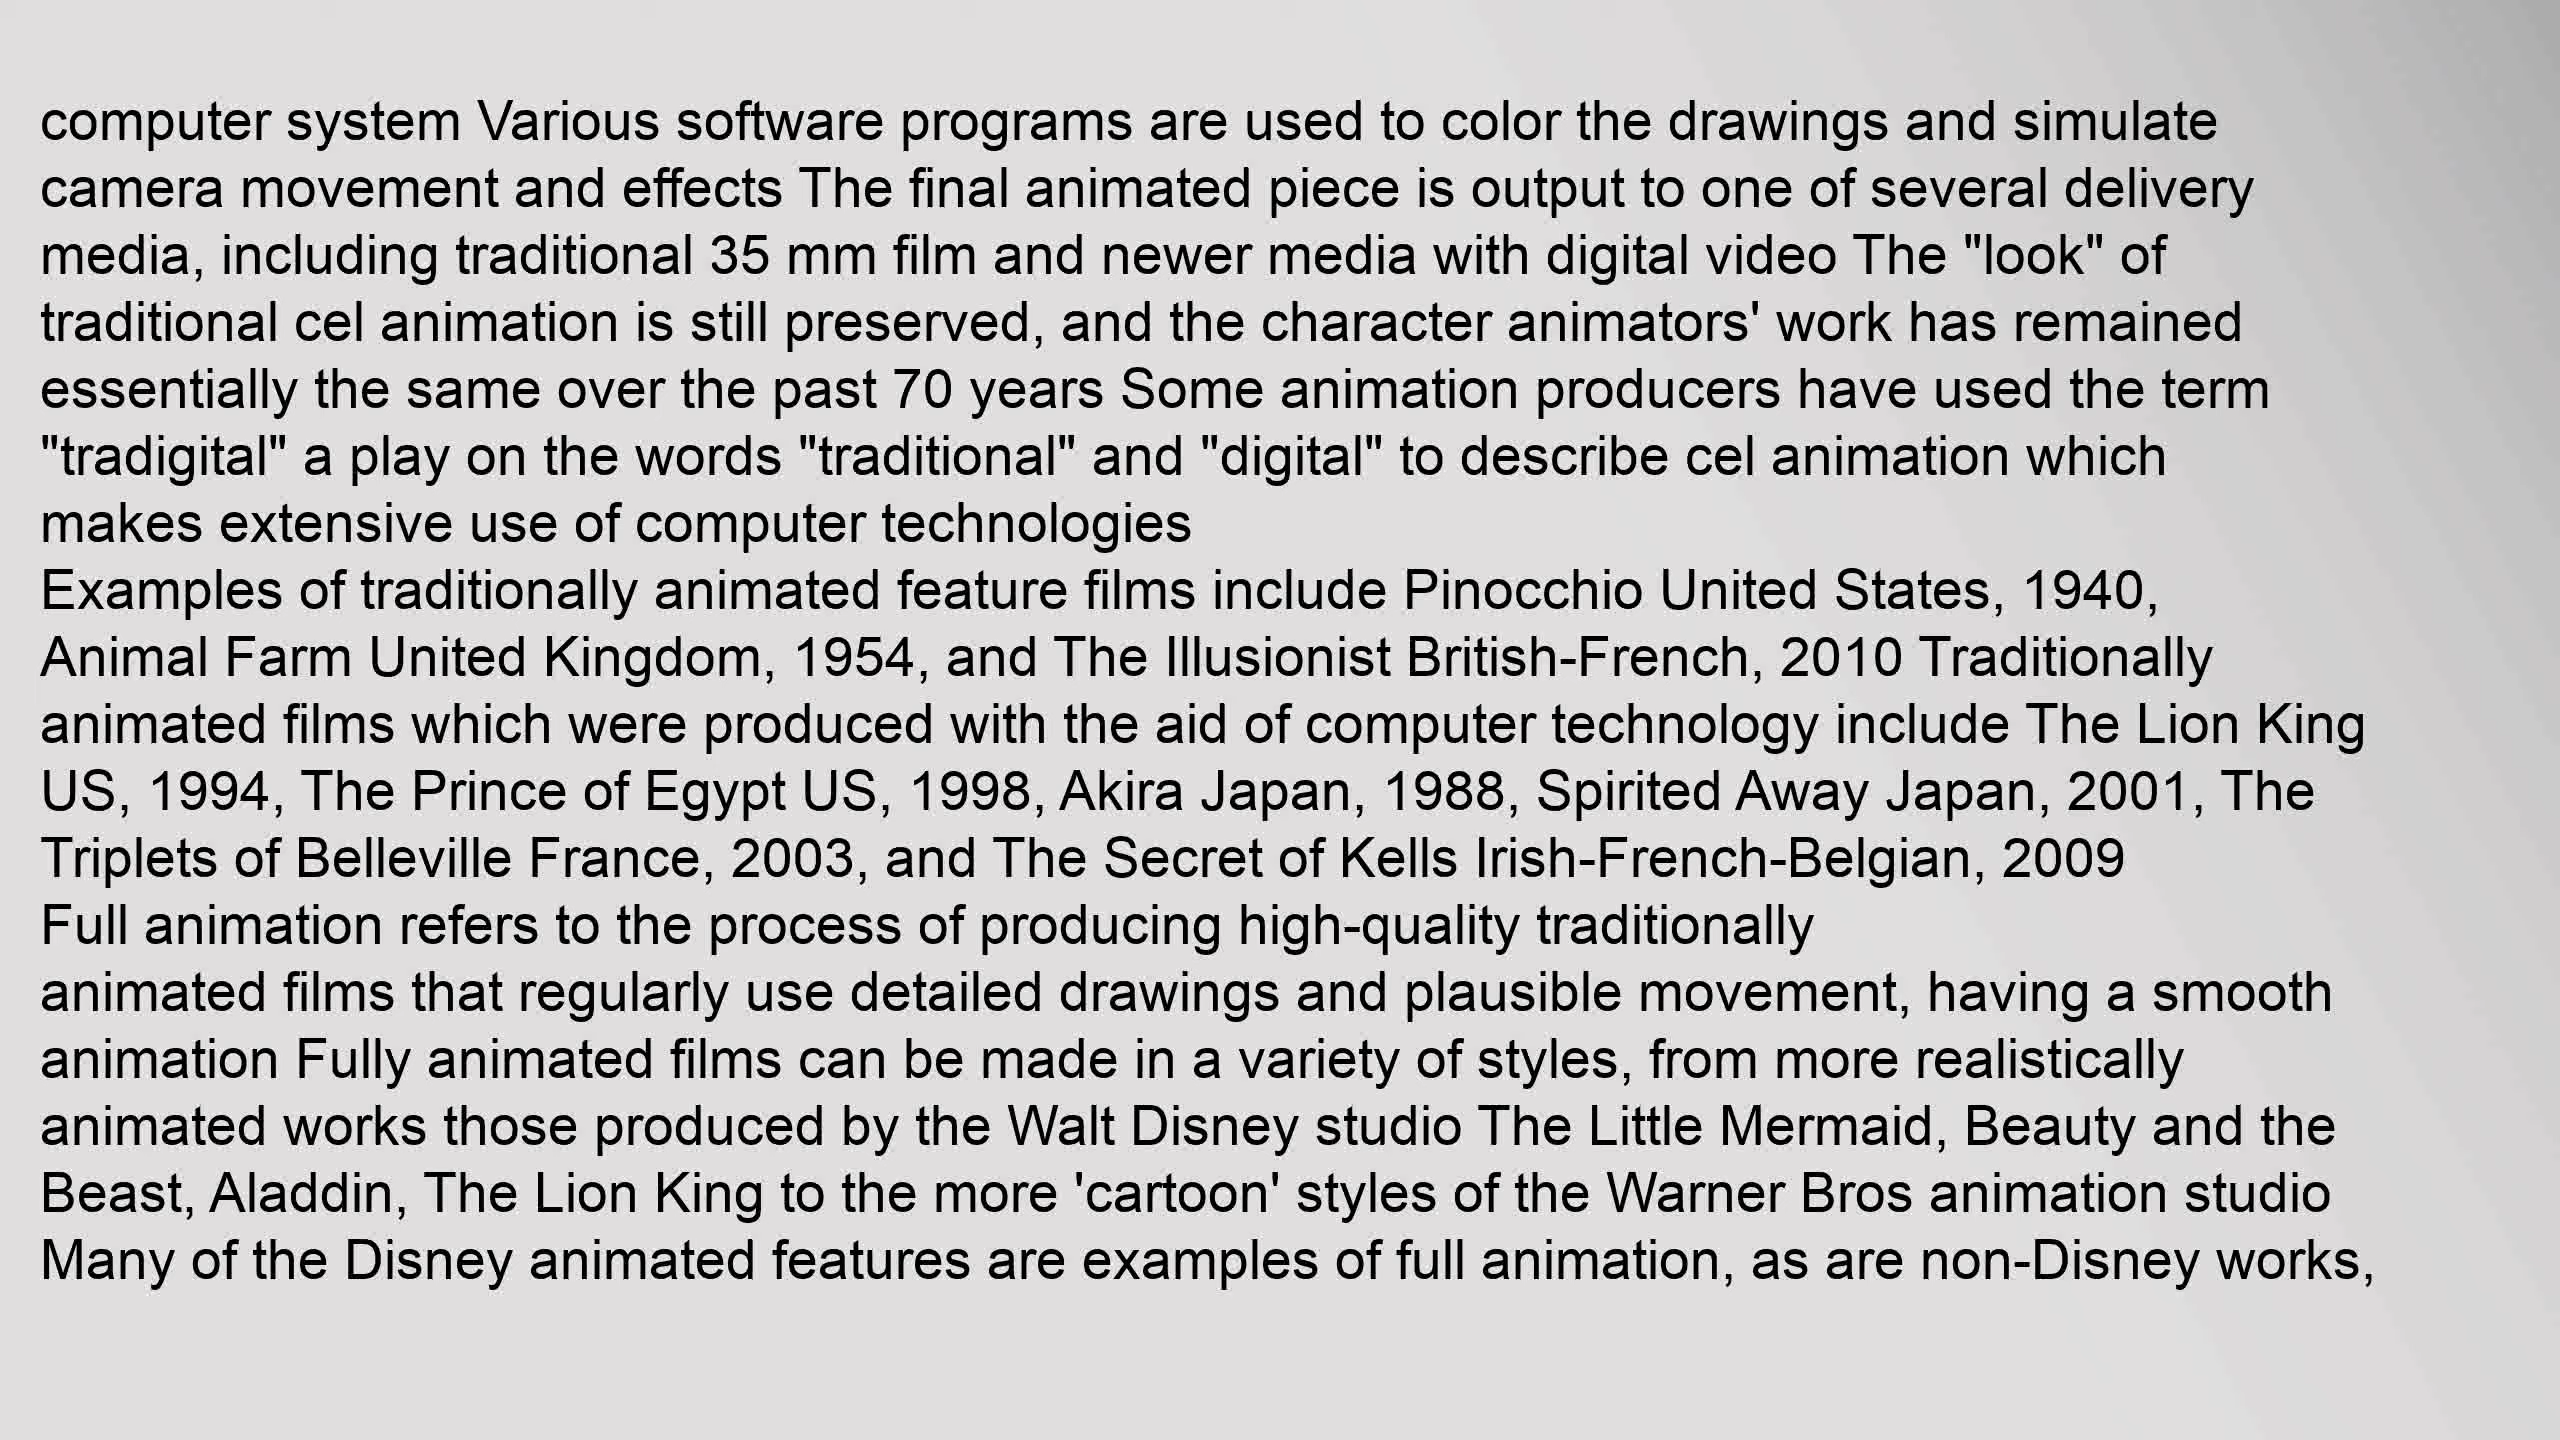 computer system Various software programs are used to color the drawings and simulate
camera movement and effects The final animated piece is output to one of several delivery
media, including traditional 35 mm film and newer media with digital video The "look" of
traditional cel animation is still preserved, and the character animators' work has remained
essentially the same over the past 70 years Some animation producers have used the term
"tradigital" a play on the words "traditional" and "digital" to describe cel animation which
makes extensive use of computer technologies
Examples of traditionally animated feature films include Pinocchio United States, 1940,
Animal Farm United Kingdom, 1954, and The Illusionist British-French, 2010 Traditionally
animated films which were produced with the aid of computer technology include The Lion King
US, 1994, The Prince of Egypt US, 1998, Akira Japan, 1988, Spirited Away Japan, 2001, The
Triplets of Belleville France, 2003, and The Secret of Kells Irish-French-Belgian, 2009
Full animation refers to the process of producing high-quality traditionally
animated films that regularly use detailed drawings and plausible movement, having a smooth
animation Fully animated films can be made in a variety of styles, from more realistically
animated works those produced by the Walt Disney studio The Little Mermaid, Beauty and the
Beast, Aladdin, The Lion King to the more 'cartoon' styles of the Warner Bros animation studio
Many of the Disney animated features are examples of full animation, as are non-Disney works,